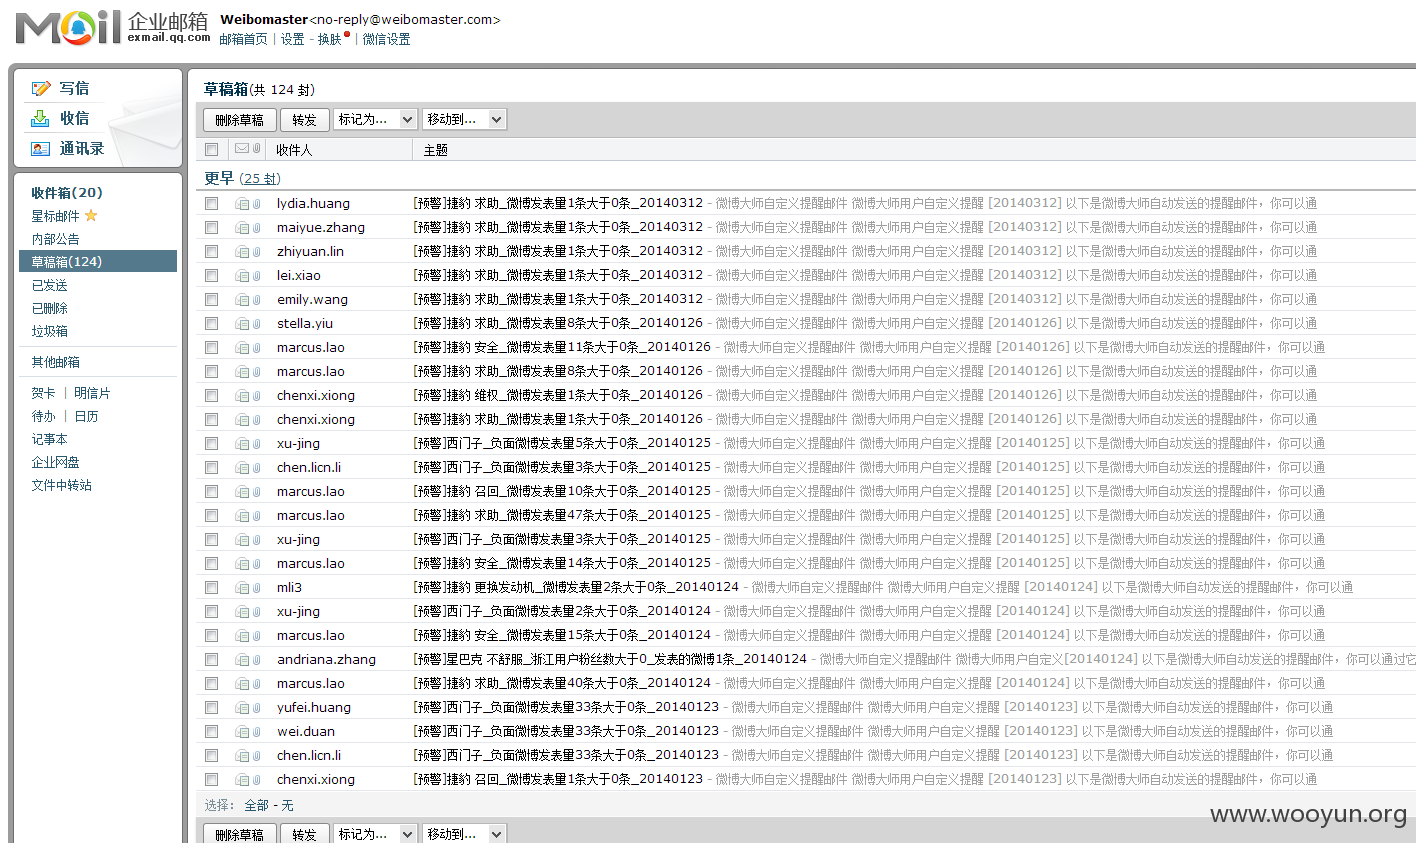 MOil 企业邮箱 exmail.qq.com
Weibomaster<no-reply@weibomaster.com>
邮箱首页 | 设置 - 换肤 | 微信设置
写信
收信
通讯录
收件箱(20)
星标邮件
内部公告
草稿箱(124)
已发送
已删除
垃圾箱
其他邮箱
贺卡 | 明信片
待办 | 日历
记事本
企业网盘
文件中转站
草稿箱(共 124 封)
删除草稿 转发 标记为... 移动到...
收件人 主题
更早 (25 封)
lydia.huang [预警]捷豹 求助_微博发表量1条大于0条_20140312 - 微博大师自定义提醒邮件 微博大师用户自定义提醒 [20140312] 以下是微博大师自动发送的提醒邮件，你可以通
maiyue.zhang [预警]捷豹 求助_微博发表量1条大于0条_20140312 - 微博大师自定义提醒邮件 微博大师用户自定义提醒 [20140312] 以下是微博大师自动发送的提醒邮件，你可以通
zhiyuan.lin [预警]捷豹 求助_微博发表量1条大于0条_20140312 - 微博大师自定义提醒邮件 微博大师用户自定义提醒 [20140312] 以下是微博大师自动发送的提醒邮件，你可以通
lei.xiao [预警]捷豹 求助_微博发表量1条大于0条_20140312 - 微博大师自定义提醒邮件 微博大师用户自定义提醒 [20140312] 以下是微博大师自动发送的提醒邮件，你可以通
emily.wang [预警]捷豹 求助_微博发表量1条大于0条_20140312 - 微博大师自定义提醒邮件 微博大师用户自定义提醒 [20140312] 以下是微博大师自动发送的提醒邮件，你可以通
stella.yiu [预警]捷豹 求助_微博发表量8条大于0条_20140126 - 微博大师自定义提醒邮件 微博大师用户自定义提醒 [20140126] 以下是微博大师自动发送的提醒邮件，你可以通
marcus.lao [预警]捷豹 安全_微博发表量11条大于0条_20140126 - 微博大师自定义提醒邮件 微博大师用户自定义提醒 [20140126] 以下是微博大师自动发送的提醒邮件，你可以通
marcus.lao [预警]捷豹 求助_微博发表量8条大于0条_20140126 - 微博大师自定义提醒邮件 微博大师用户自定义提醒 [20140126] 以下是微博大师自动发送的提醒邮件，你可以通
chenxi.xiong [预警]捷豹 维权_微博发表量1条大于0条_20140126 - 微博大师自定义提醒邮件 微博大师用户自定义提醒 [20140126] 以下是微博大师自动发送的提醒邮件，你可以通
chenxi.xiong [预警]捷豹 求助_微博发表量1条大于0条_20140126 - 微博大师自定义提醒邮件 微博大师用户自定义提醒 [20140126] 以下是微博大师自动发送的提醒邮件，你可以通
xu-jing [预警]西门子_负面微博发表量5条大于0条_20140125 - 微博大师自定义提醒邮件 微博大师用户自定义提醒 [20140125] 以下是微博大师自动发送的提醒邮件，你可以通
chen.licn.li [预警]西门子_负面微博发表量3条大于0条_20140125 - 微博大师自定义提醒邮件 微博大师用户自定义提醒 [20140125] 以下是微博大师自动发送的提醒邮件，你可以通
marcus.lao [预警]捷豹 召回_微博发表量10条大于0条_20140125 - 微博大师自定义提醒邮件 微博大师用户自定义提醒 [20140125] 以下是微博大师自动发送的提醒邮件，你可以通
marcus.lao [预警]捷豹 求助_微博发表量47条大于0条_20140125 - 微博大师自定义提醒邮件 微博大师用户自定义提醒 [20140125] 以下是微博大师自动发送的提醒邮件，你可以通
xu-jing [预警]西门子_负面微博发表量3条大于0条_20140125 - 微博大师自定义提醒邮件 微博大师用户自定义提醒 [20140125] 以下是微博大师自动发送的提醒邮件，你可以通
marcus.lao [预警]捷豹 安全_微博发表量14条大于0条_20140125 - 微博大师自定义提醒邮件 微博大师用户自定义提醒 [20140125] 以下是微博大师自动发送的提醒邮件，你可以通
mli3 [预警]捷豹 更换发动机_微博发表量2条大于0条_20140124 - 微博大师自定义提醒邮件 微博大师用户自定义提醒 [20140124] 以下是微博大师自动发送的提醒邮件，你可以通
xu-jing [预警]西门子_负面微博发表量2条大于0条_20140124 - 微博大师自定义提醒邮件 微博大师用户自定义提醒 [20140124] 以下是微博大师自动发送的提醒邮件，你可以通
marcus.lao [预警]捷豹 安全_微博发表量15条大于0条_20140124 - 微博大师自定义提醒邮件 微博大师用户自定义提醒 [20140124] 以下是微博大师自动发送的提醒邮件，你可以通
andriana.zhang [预警]星巴克 不舒服_浙江用户粉丝数大于0_发表的微博1条_20140124 - 微博大师自定义提醒邮件 微博大师用户自定义[20140124] 以下是微博大师自动发送的提醒邮件，你可以通过它
marcus.lao [预警]捷豹 求助_微博发表量40条大于0条_20140124 - 微博大师自定义提醒邮件 微博大师用户自定义提醒 [20140124] 以下是微博大师自动发送的提醒邮件，你可以通
yufei.huang [预警]西门子_负面微博发表量33条大于0条_20140123 - 微博大师自定义提醒邮件 微博大师用户自定义提醒 [20140123] 以下是微博大师自动发送的提醒邮件，你可以通
wei.duan [预警]西门子_负面微博发表量33条大于0条_20140123 - 微博大师自定义提醒邮件 微博大师用户自定义提醒 [20140123] 以下是微博大师自动发送的提醒邮件，你可以通
chen.licn.li [预警]西门子_负面微博发表量33条大于0条_20140123 - 微博大师自定义提醒邮件 微博大师用户自定义提醒 [20140123] 以下是微博大师自动发送的提醒邮件，你可以通
chenxi.xiong [预警]捷豹 召回_微博发表量1条大于0条_20140123 - 微博大师自定义提醒邮件 微博大师用户自定义提醒 [20140123] 以下是微博大师自动发送的提醒邮件，你可以通
选择： 全部 - 无
www.wooyun.org
删除草稿 转发 标记为... 移动到...